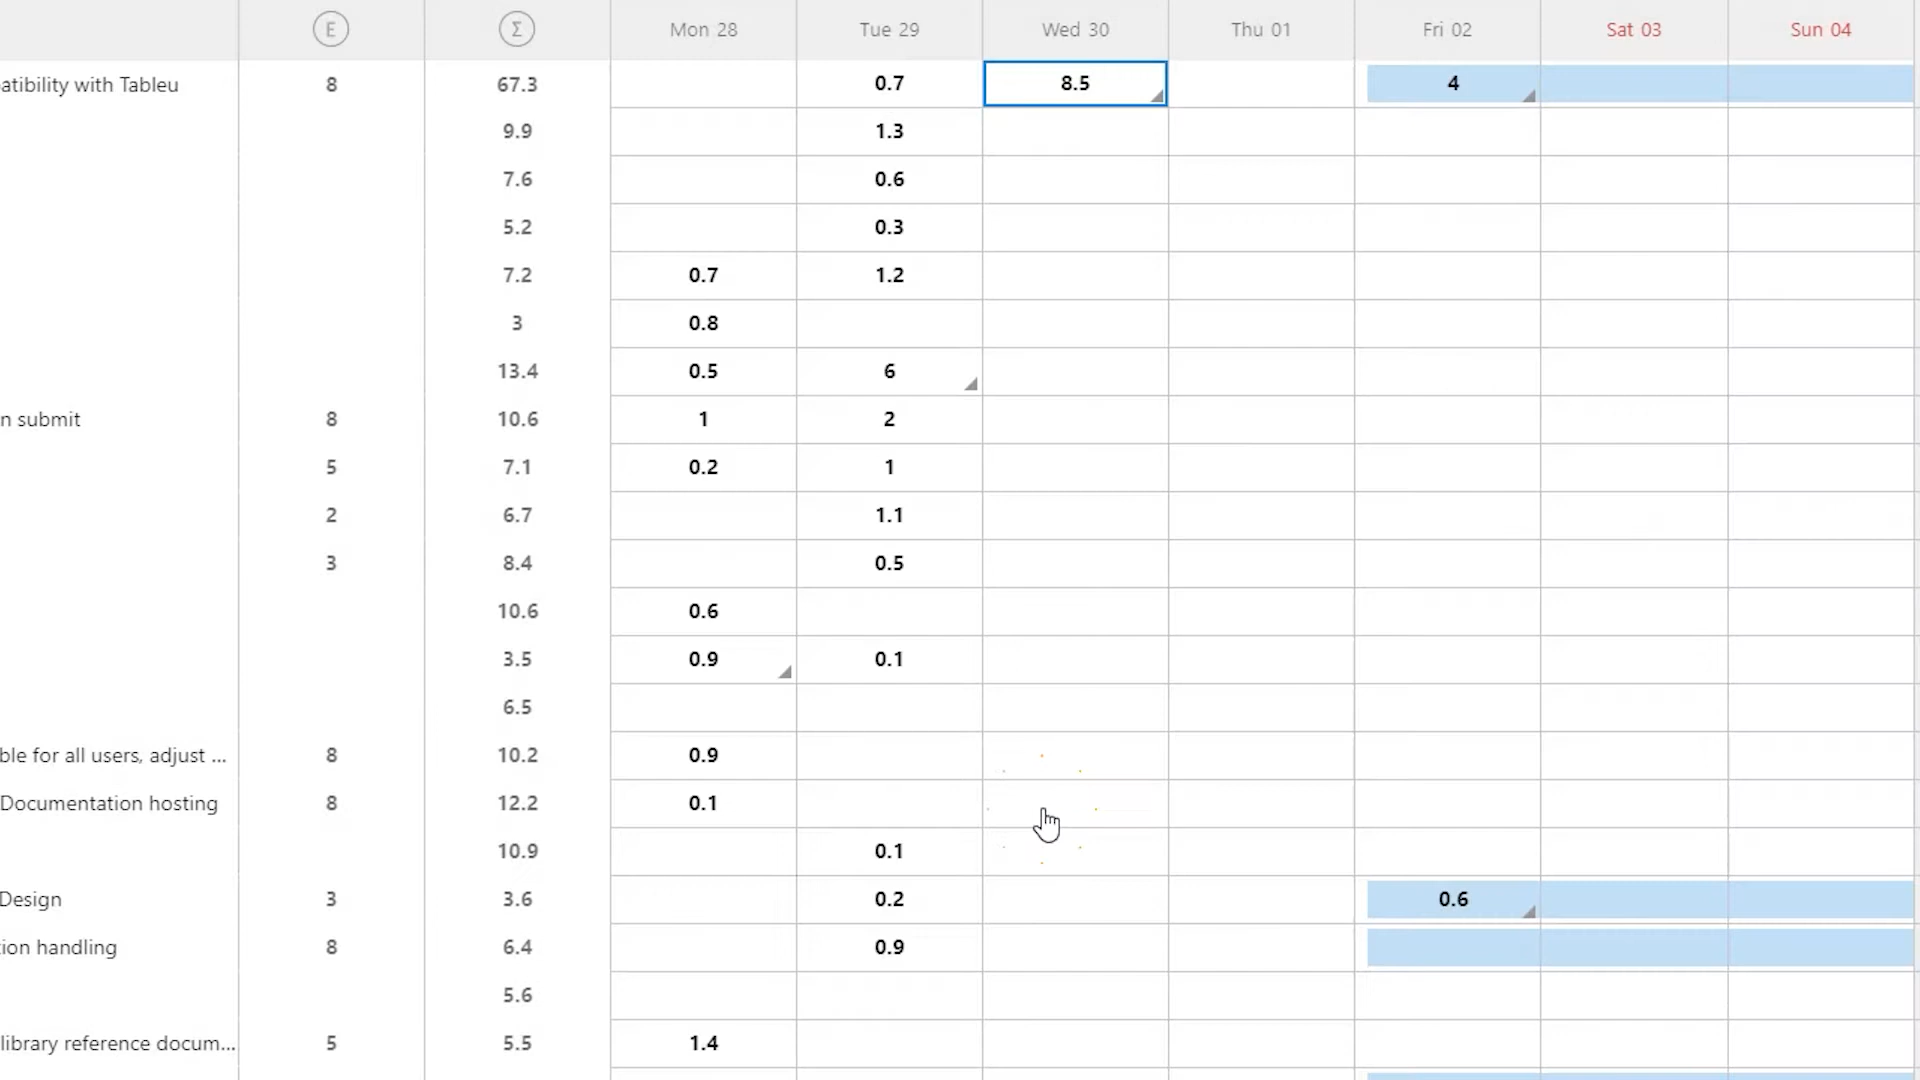 E Σ Mon 28 Tue 29 Wed 30 Thu 01 Fri 02 Sat 03 Sun 04
atibility with Tableu 8 67.3 0.7 8.5 4
9.9 1.3
7.6 0.6
5.2 0.3
7.2 0.7 1.2
3 0.8
13.4 0.5 6
n submit 8 10.6 1 2
5 7.1 0.2 1
2 6.7 1.1
3 8.4 0.5
10.6 0.6
3.5 0.9 0.1
6.5
ble for all users, adjust ... 8 10.2 0.9
Documentation hosting 8 12.2 0.1
10.9 0.1
Design 3 3.6 0.2 0.6
ion handling 8 6.4 0.9
5.6
library reference docum... 5 5.5 1.4